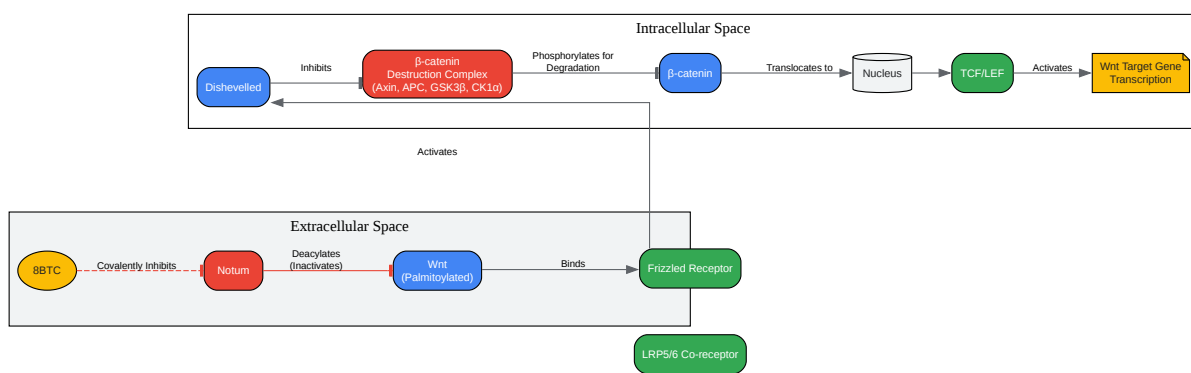 Intracellular Space
Dishevelled
Inhibits
β-catenin
Destruction Complex
(Axin, APC, GSK3β, CK1α)
Phosphorylates for
Degradation
β-catenin
Translocates to
Nucleus
TCF/LEF
Activates
Wnt Target Gene
Transcription
Activates
Extracellular Space
8BTC
Covalently Inhibits
Notum
Deacylates
(Inactivates)
Wnt
(Palmitoylated)
Binds
Frizzled Receptor
LRP5/6 Co-receptor